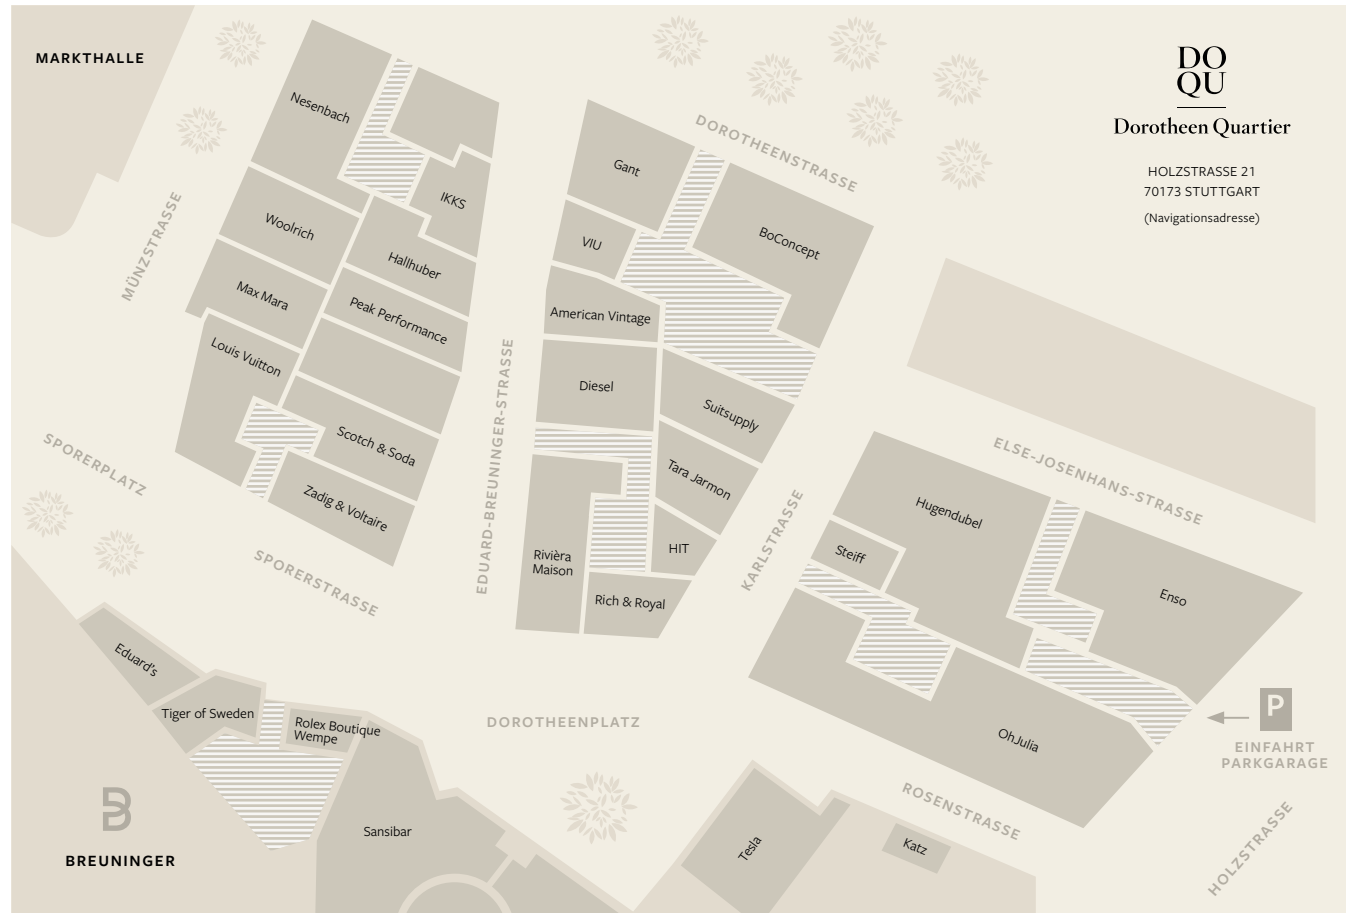 MARKTHALLE
DO
QU
Dorotheen Quartier
HOLZSTRASSE 21
70173 STUTTGART
(Navigationsadresse)
Nesenbach
IKKS
Woolrich
Hallhuber
Max Mara
Peak Performance
Louis Vuitton
Scotch & Soda
Zadig & Voltaire
MÜNZSTRASSE
SPORERPLATZ
SPORERSTRASSE
EDUARD-BREUNINGER-STRASSE
DOROTHEENSTRASSE
Gant
BoConcept
VIU
American Vintage
Diesel
Suitsupply
Tara Jarmon
HIT
Rivièra
Maison
Rich & Royal
KARLSTRASSE
ELSE-JOSENHANS-STRASSE
Hugendubel
Steiff
Enso
OhJulia
P
EINFAHRT
PARKGARAGE
HOLZSTRASSE
ROSENSTRASSE
DOROTHEENPLATZ
Eduard's
Tiger of Sweden
Rolex Boutique
Wempe
Sansibar
Tesla
Katz
B
BREUNINGER